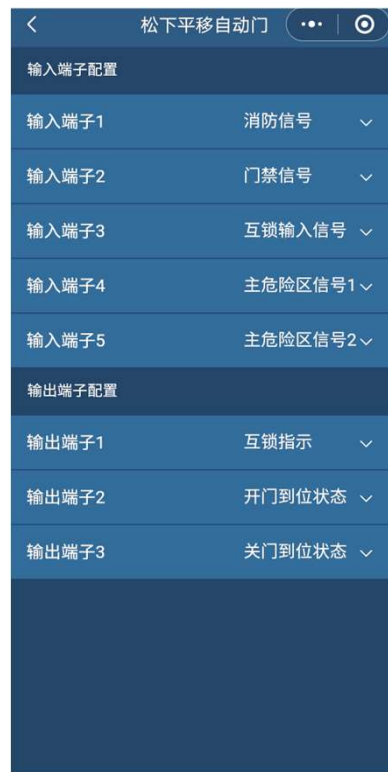 松下平移自动门
输入端子配置
输入端子1 消防信号
输入端子2 门禁信号
输入端子3 互锁输入信号
输入端子4 主危险区信号1
输入端子5 主危险区信号2
输出端子配置
输出端子1 互锁指示
输出端子2 开门到位状态
输出端子3 关门到位状态